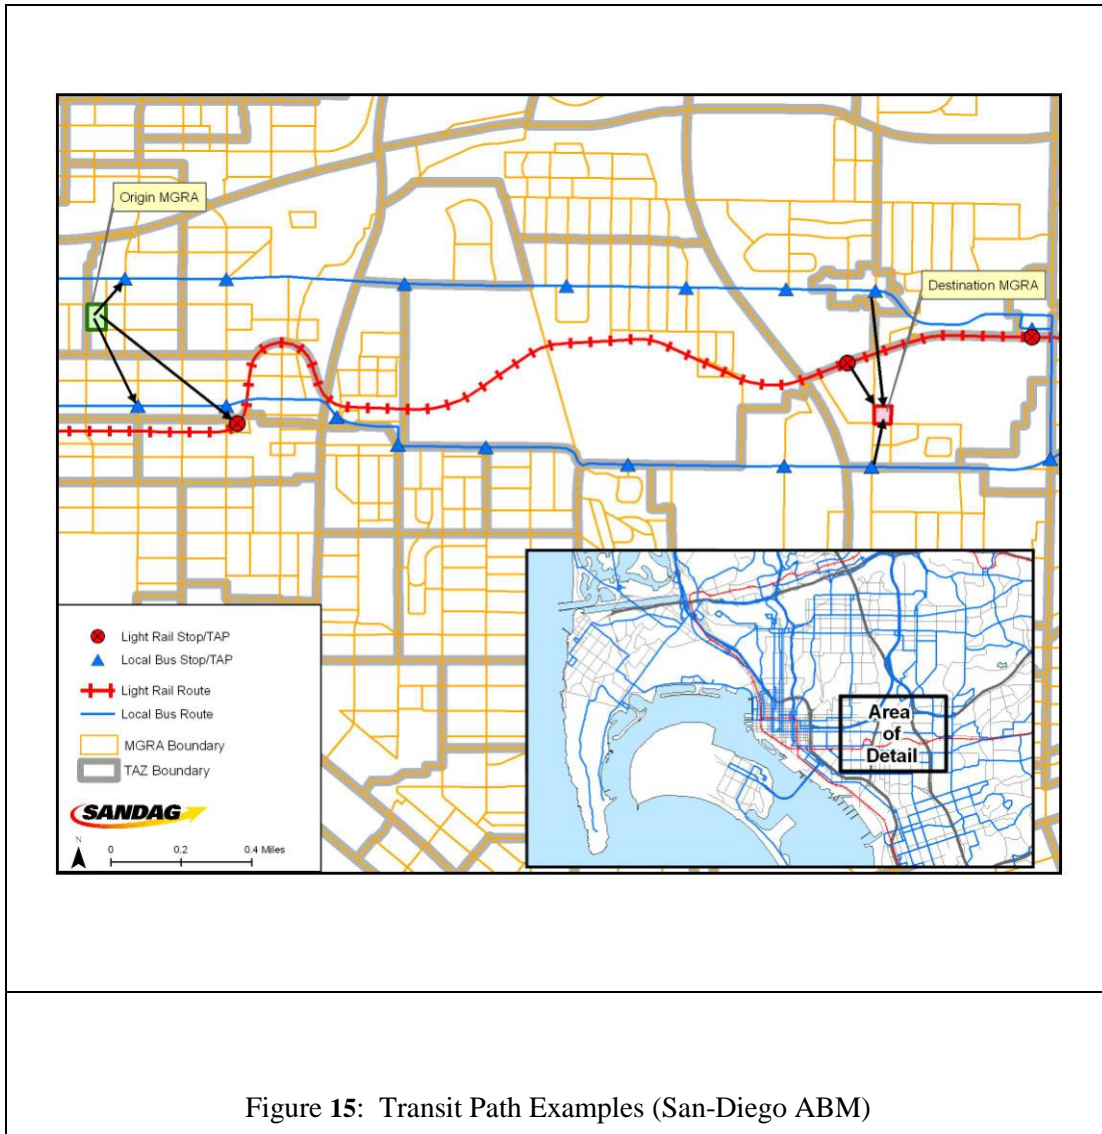 Origin MGRA
Destination MGRA
Area
of
Detail
Light Rail Stop/TAP
Local Bus Stop/TAP
Light Rail Route
Local Bus Route
MGRA Boundary
TAZ Boundary
SANDAG
N
0 0.2 0.4 Miles
Figure 15: Transit Path Examples (San-Diego ABM)